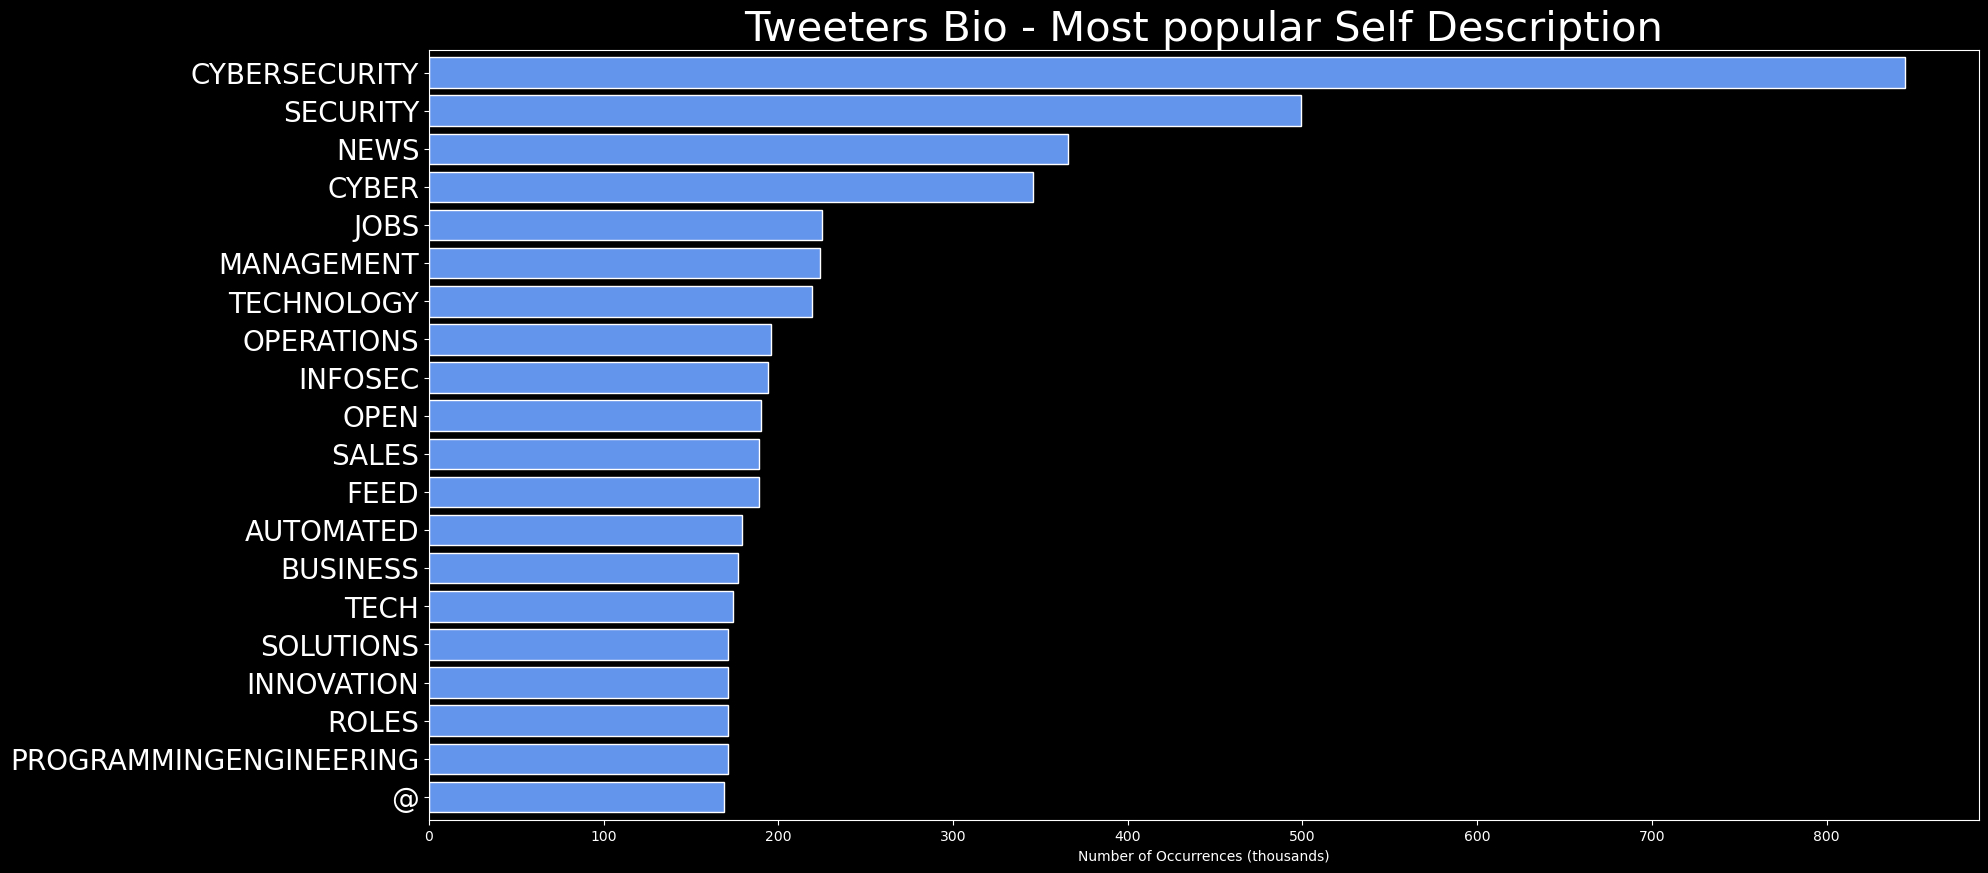 Tweeters Bio - Most popular Self Description
CYBERSECURITY
SECURITY
NEWS
CYBER
JOBS
MANAGEMENT
TECHNOLOGY
OPERATIONS
INFOSEC
OPEN
SALES
FEED
AUTOMATED
BUSINESS
TECH
SOLUTIONS
INNOVATION
ROLES
PROGRAMMINGENGINEERING
@
0 100 200 300 400 500 600 700 800
Number of Occurrences (thousands)